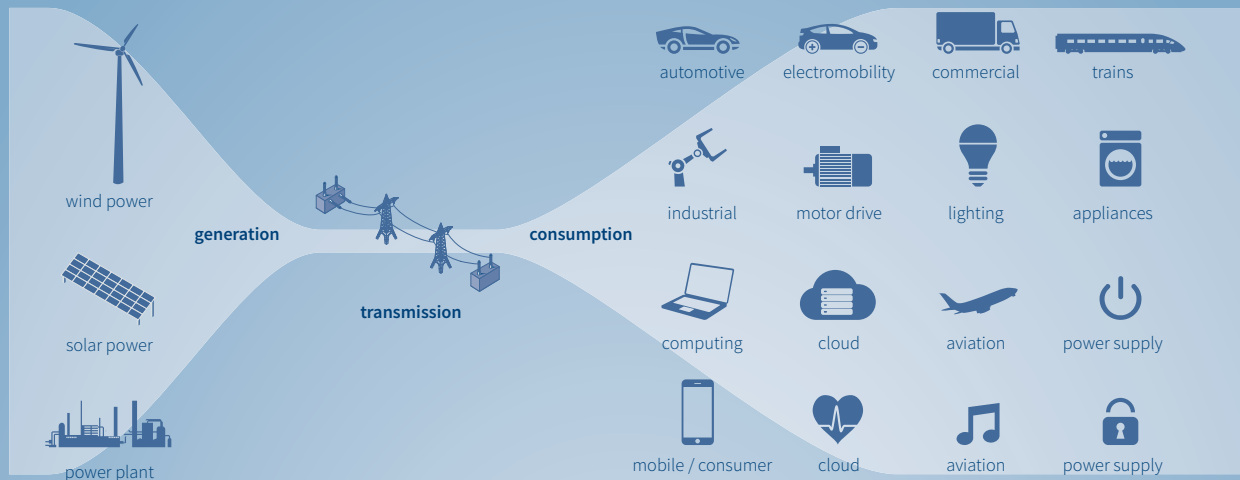 automotive
electromobility
commercial
trains
wind power
industrial
motor drive
lighting
appliances
generation
consumption
transmission
solar power
computing
cloud
aviation
power supply
power plant
mobile / consumer
cloud
aviation
power supply